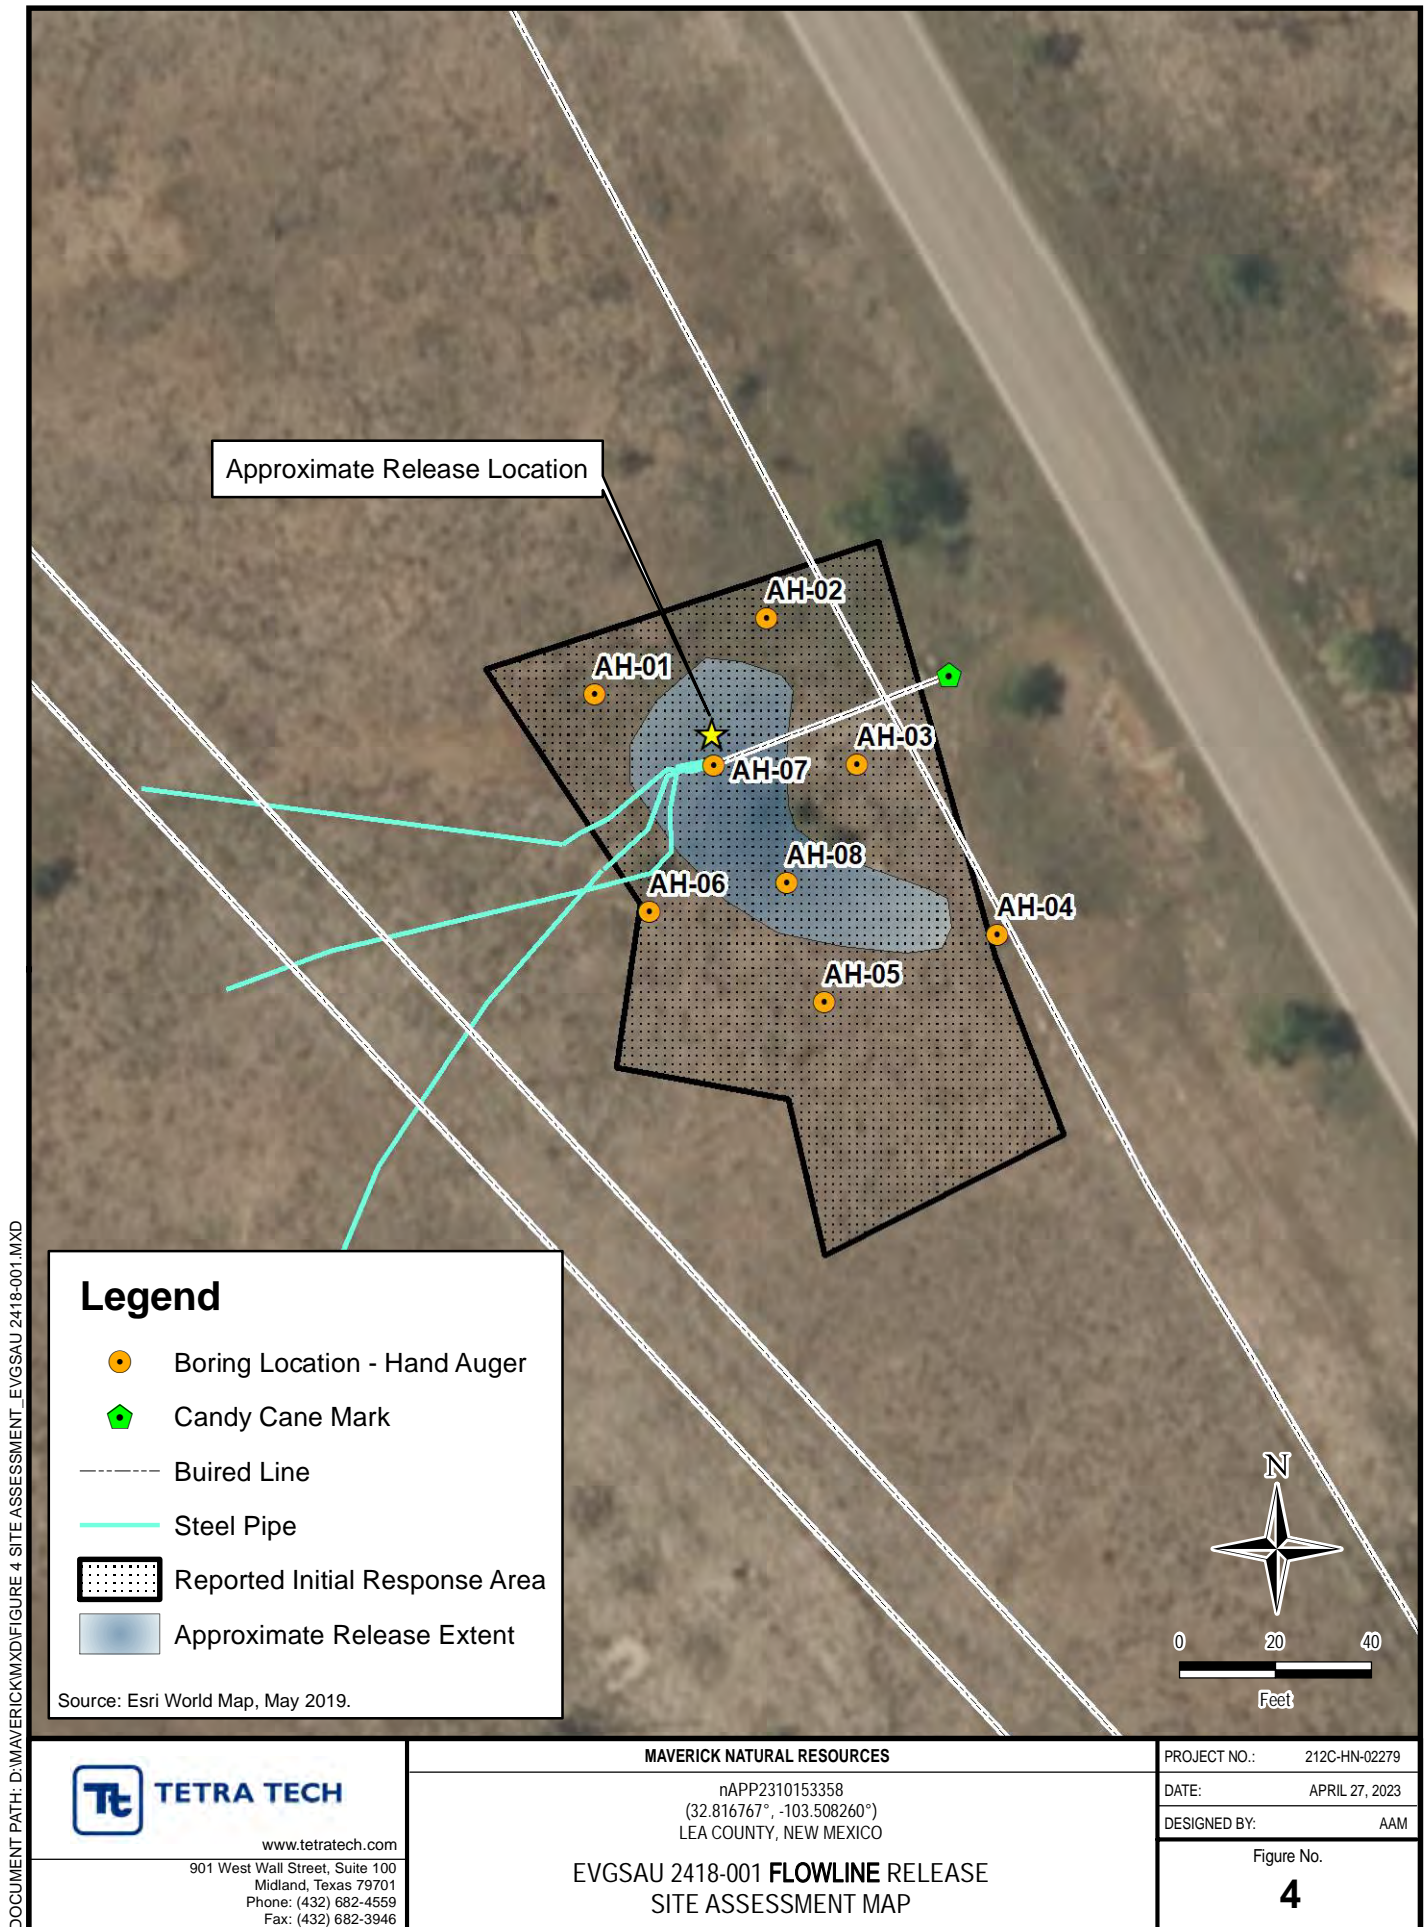 Approximate Release Location
AH-02
AH-01
AH-03
AH-07
AH-08
AH-06
AH-04
AH-05
Legend
Boring Location - Hand Auger
Candy Cane Mark
Buired Line
Steel Pipe
Reported Initial Response Area
Approximate Release Extent
Source: Esri World Map, May 2019.
N
0 20 40
Feet
DOCUMENT PATH: D:\MAVERICK\MXD\FIGURE 4 SITE ASSESSMENT_EVGSAU 2418-001.MXD
Tt TETRA TECH
www.tetratech.com
901 West Wall Street, Suite 100
Midland, Texas 79701
Phone: (432) 682-4559
Fax: (432) 682-3946
MAVERICK NATURAL RESOURCES
nAPP2310153358
(32.816767°, -103.508260°)
LEA COUNTY, NEW MEXICO
EVGSAU 2418-001 FLOWLINE RELEASE
SITE ASSESSMENT MAP
PROJECT NO.: 212C-HN-02279
DATE: APRIL 27, 2023
DESIGNED BY: AAM
Figure No.
4